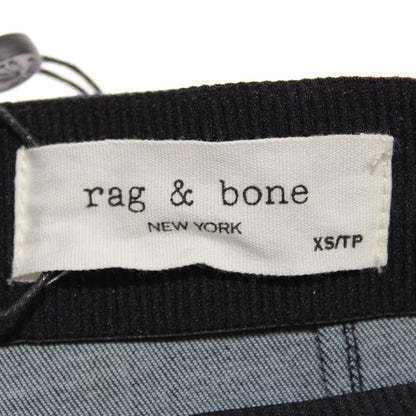 rag & bone
NEW YORK
XS/TP